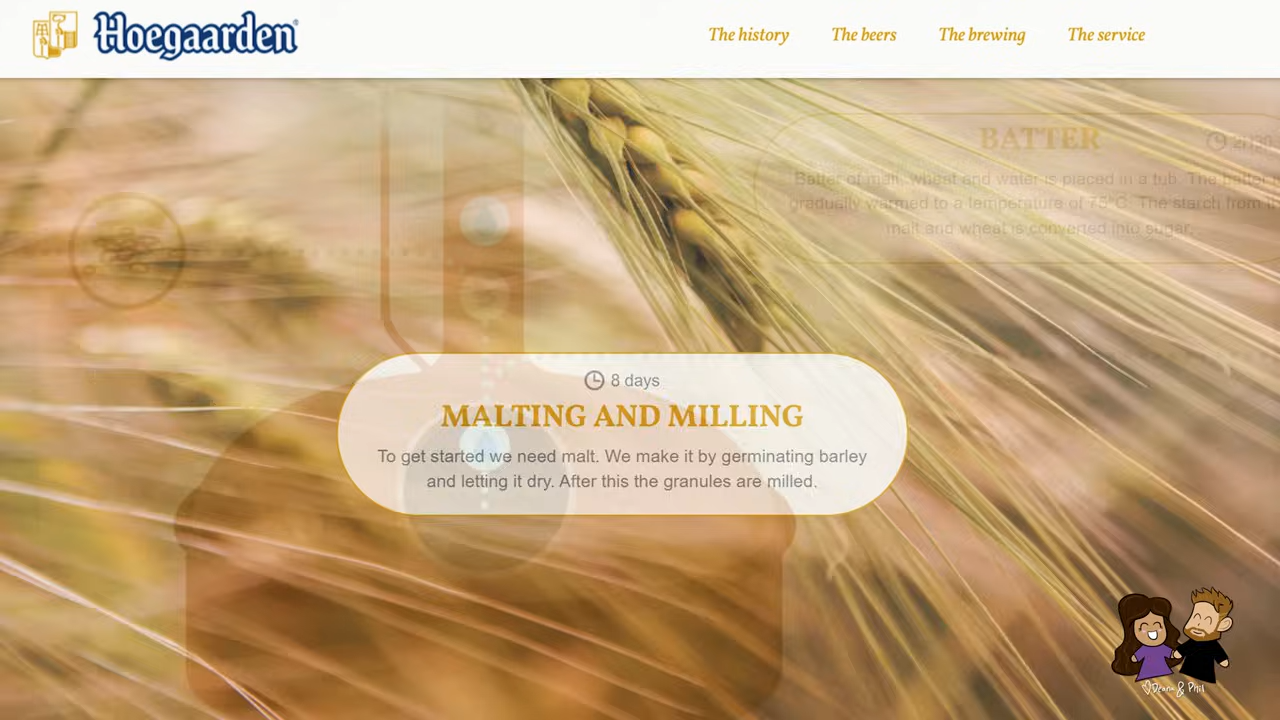 Hoegaarden
The history
The beers
The brewing
The service
BATTER
Batter of malt, wheat and water is placed in a tub. The batter
gradually warmed to a temperature of 75°C. The starch from
malt and wheat is converted into sugar.
8 days
MALTING AND MILLING
To get started we need malt. We make it by germinating barley
and letting it dry. After this the granules are milled.
& Phil